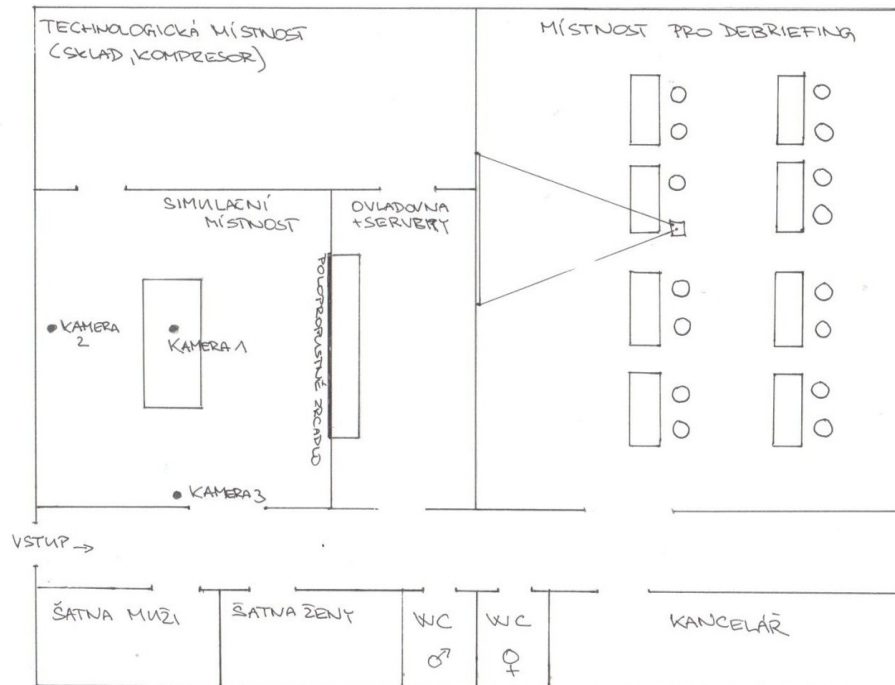 TECHNOLOGICKÁ MÍSTNOST
(SKLAD, KOMPRESOR)
MÍSTNOST PRO DEBRIEFING
SIMULACNÍ
MÍSTNOST
OVLADOVNA
+SERVERY
POLOPROPUSTNÉ ZRCADLO
KAMERA
2
KAMERA 1
KAMERA 3
VSTUP →
ŠATNA MUŽI
ŠATNA ŽENY
WC
♂
WC
♀
KANCELÁŘ